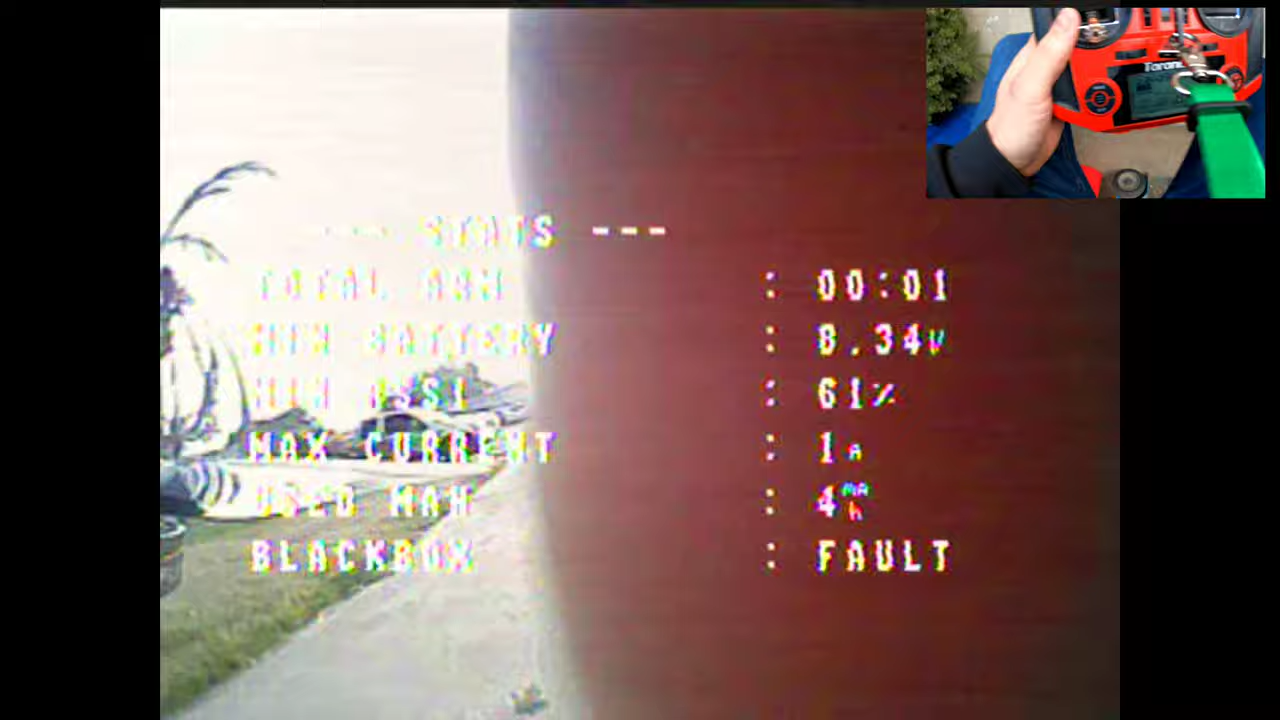 --- STATS ---
TOTAL ARM : 00:01
MIN BATTERY : 8.34V
MIN RSSI : 61%
MAX CURRENT : 1A
USED MAH : 4MAh
BLACKBOX : FAULT
Taranis